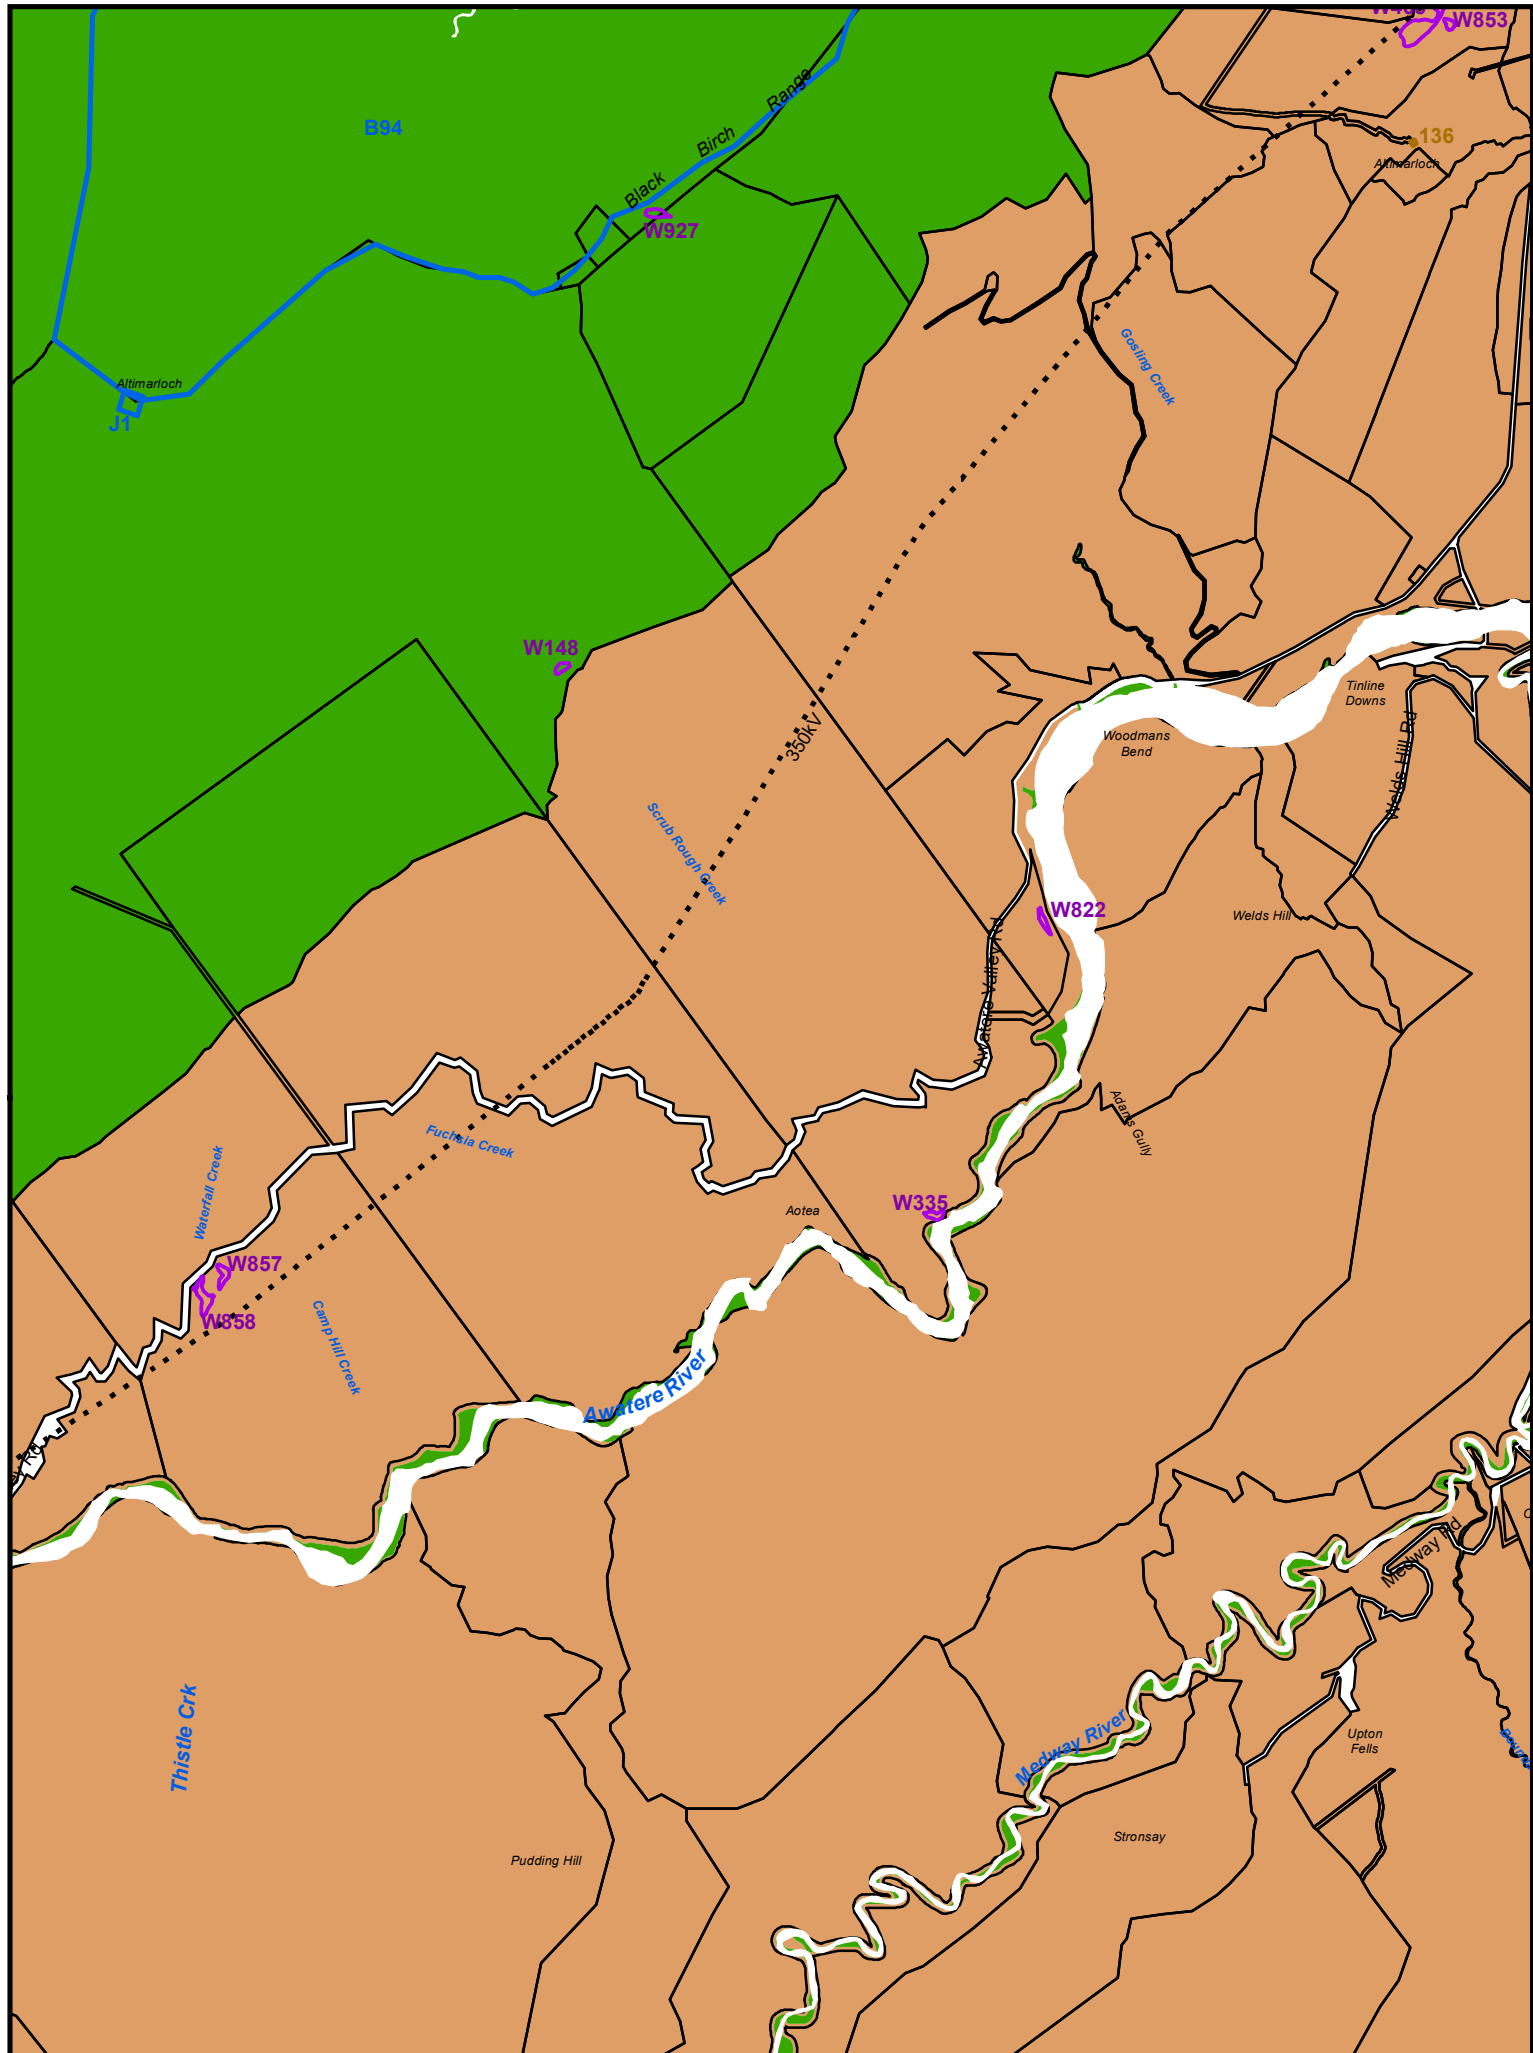 W853
B94
Black Birch Range
136
Altimarloch
W927
Gosling Creek
Altimarloch
J1
W148
Tinline
Downs
350kV
Woodmans
Bend
Welds Hill Rd
Scrub Rough Creek
W822
Welds Hill
Awatere Valley Rd
Adams Gully
Fuchsia Creek
Waterfall Creek
W335
Aotea
W857
W858
Camp Hill Creek
Awatere River
ey Rd
Medway Rd
Thistle Crk
Medway River
Upton
Fells
Stronsay
Pudding Hill